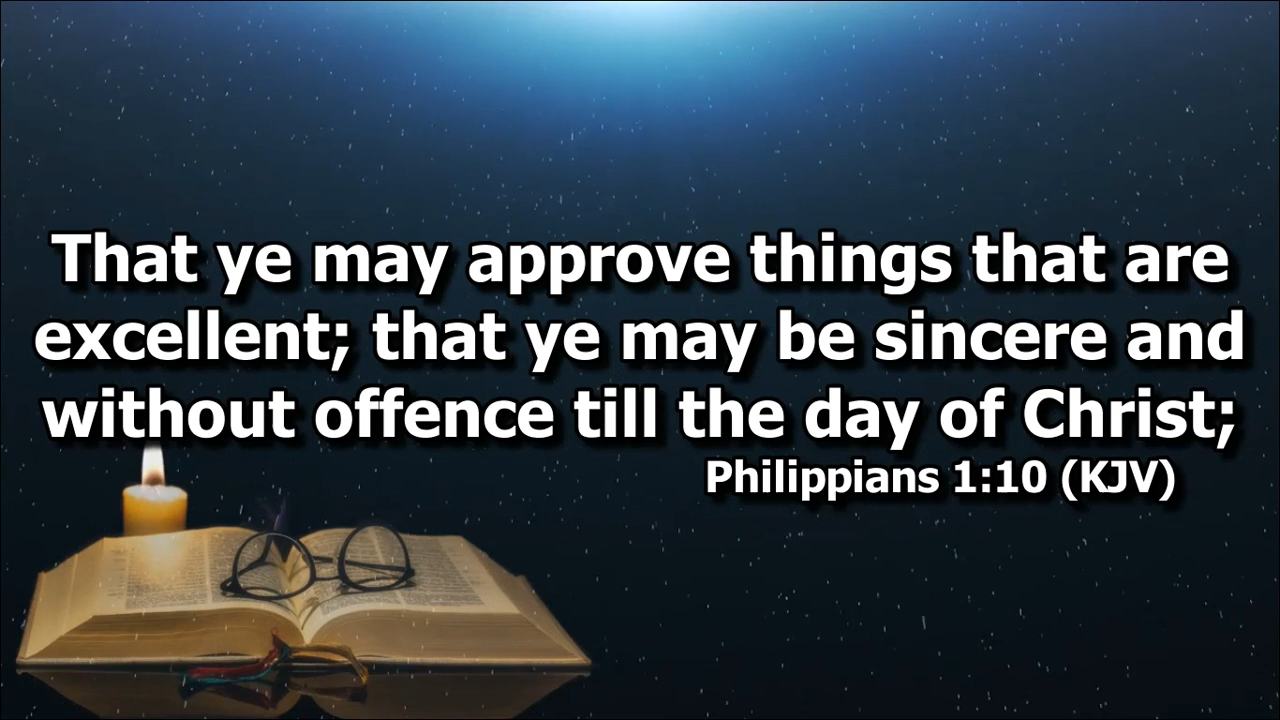 That ye may approve things that are
excellent; that ye may be sincere and
without offence till the day of Christ;
Philippians 1:10 (KJV)